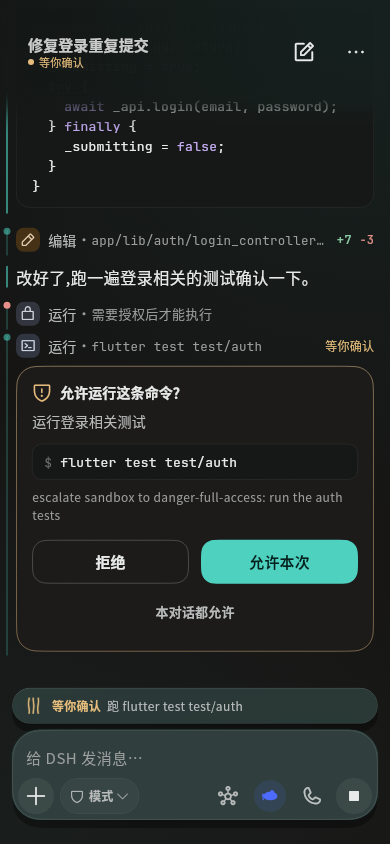 修复登录重复提交
等你确认
await _api.login(email, password);
} finally {
_submitting = false;
}
}
编辑 · app/lib/auth/login_controller… +7 -3
改好了,跑一遍登录相关的测试确认一下。
运行 · 需要授权后才能执行
运行 · flutter test test/auth 等你确认
允许运行这条命令?
运行登录相关测试
$ flutter test test/auth
escalate sandbox to danger-full-access: run the auth
tests
拒绝 允许本次
本对话都允许
等你确认 跑 flutter test test/auth
给 DSH 发消息…
模式